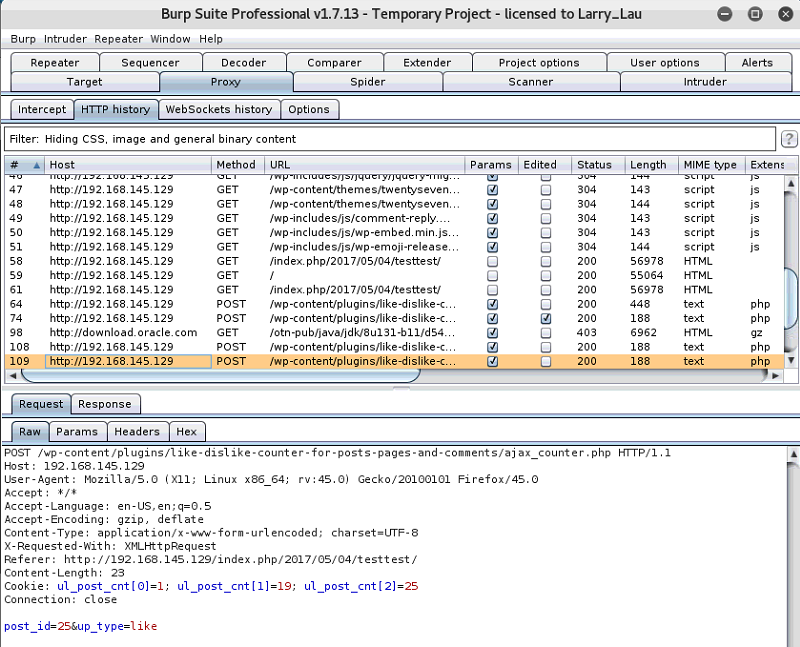 Burp Suite Professional v1.7.13 - Temporary Project - licensed to Larry_Lau
Burp Intruder Repeater Window Help
Repeater Sequencer Decoder Comparer Extender Project options User options Alerts
Target Proxy Spider Scanner Intruder
Intercept HTTP history WebSockets history Options
Filter: Hiding CSS, image and general binary content ?
# Host Method URL Params Edited Status Length MIME type Extens
46 http://192.168.145.129 GET /wp-includes/js/jquery/jquery-mig... 304 144 script js
47 http://192.168.145.129 GET /wp-content/themes/twentyseven... 304 143 script js
48 http://192.168.145.129 GET /wp-content/themes/twentyseven... 304 143 script js
49 http://192.168.145.129 GET /wp-includes/js/comment-reply.... 304 143 script js
50 http://192.168.145.129 GET /wp-includes/js/wp-embed.min.js... 304 143 script js
51 http://192.168.145.129 GET /wp-includes/js/wp-emoji-release... 304 144 script js
58 http://192.168.145.129 GET /index.php/2017/05/04/testtest/ 200 56978 HTML
59 http://192.168.145.129 GET / 200 55064 HTML
61 http://192.168.145.129 GET /index.php/2017/05/04/testtest/ 200 56978 HTML
64 http://192.168.145.129 POST /wp-content/plugins/like-dislike-c... 200 448 text php
74 http://192.168.145.129 POST /wp-content/plugins/like-dislike-c... 200 188 text php
98 http://download.oracle.com GET /otn-pub/java/jdk/8u131-b11/d54... 403 6962 HTML gz
108 http://192.168.145.129 POST /wp-content/plugins/like-dislike-c... 200 188 text php
109 http://192.168.145.129 POST /wp-content/plugins/like-dislike-c... 200 188 text php
Request Response
Raw Params Headers Hex
POST /wp-content/plugins/like-dislike-counter-for-posts-pages-and-comments/ajax_counter.php HTTP/1.1
Host: 192.168.145.129
User-Agent: Mozilla/5.0 (X11; Linux x86_64; rv:45.0) Gecko/20100101 Firefox/45.0
Accept: */*
Accept-Language: en-US,en;q=0.5
Accept-Encoding: gzip, deflate
Content-Type: application/x-www-form-urlencoded; charset=UTF-8
X-Requested-With: XMLHttpRequest
Referer: http://192.168.145.129/index.php/2017/05/04/testtest/
Content-Length: 23
Cookie: ul_post_cnt[0]=1; ul_post_cnt[1]=19; ul_post_cnt[2]=25
Connection: close
post_id=25&up_type=like